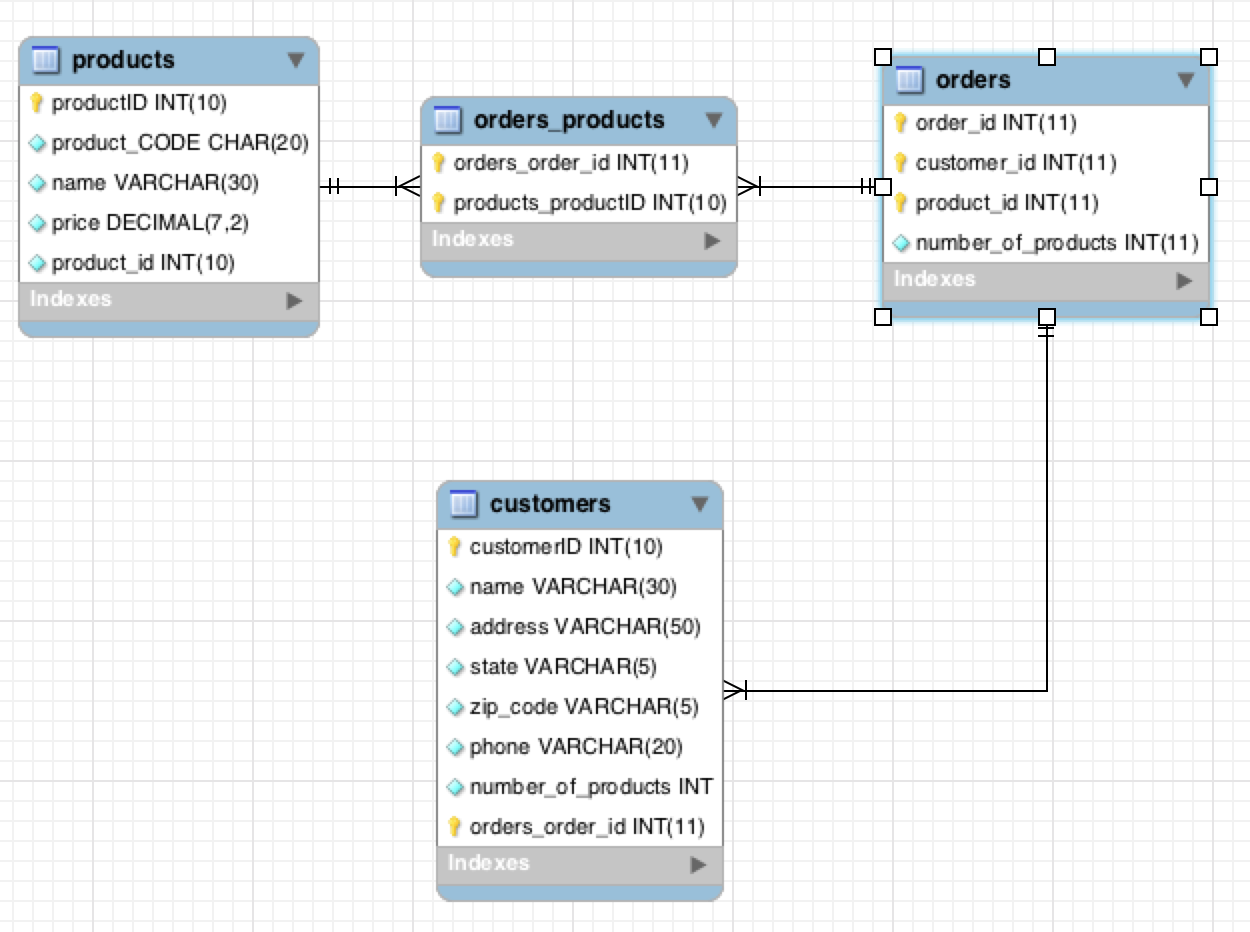 products
productID INT(10)
product_CODE CHAR(20)
name VARCHAR(30)
price DECIMAL(7,2)
product_id INT(10)
Indexes
orders_products
orders_order_id INT(11)
products_productID INT(10)
Indexes
orders
order_id INT(11)
customer_id INT(11)
product_id INT(11)
number_of_products INT(11)
Indexes
customers
customerID INT(10)
name VARCHAR(30)
address VARCHAR(50)
state VARCHAR(5)
zip_code VARCHAR(5)
phone VARCHAR(20)
number_of_products INT
orders_order_id INT(11)
Indexes